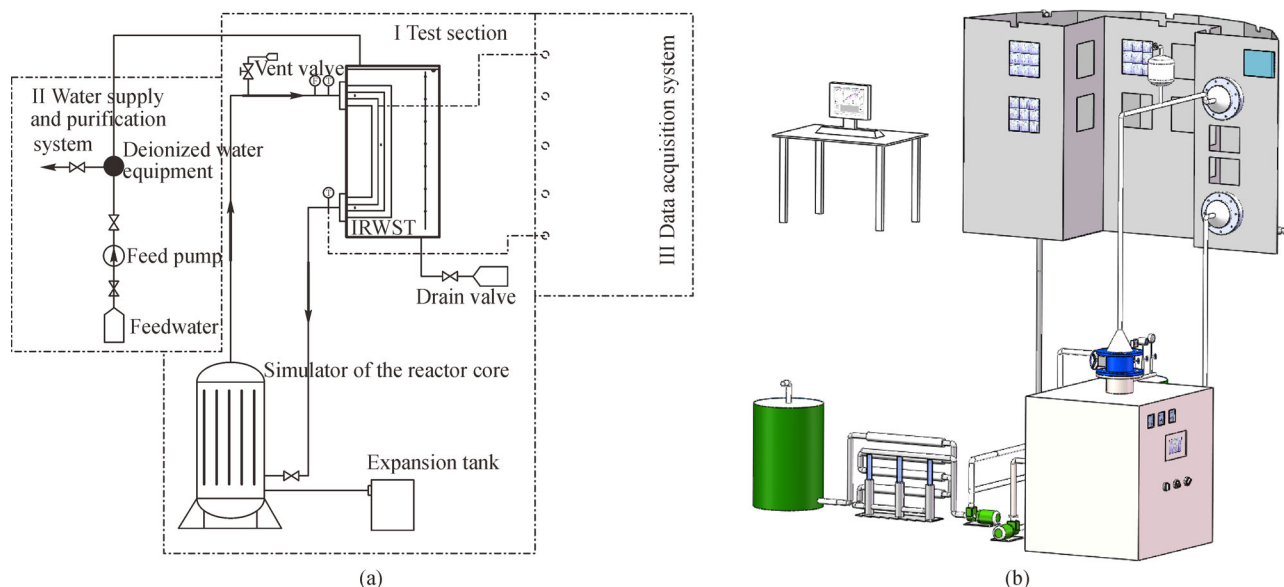 I Test section
Vent valve
P T
II Water supply
and purification
system
Deionized water
equipment
T
IRWST
III Data acquisition system
Feed pump
Drain valve
Feedwater
Simulator of the reactor core
Expansion tank
(a)
(b)